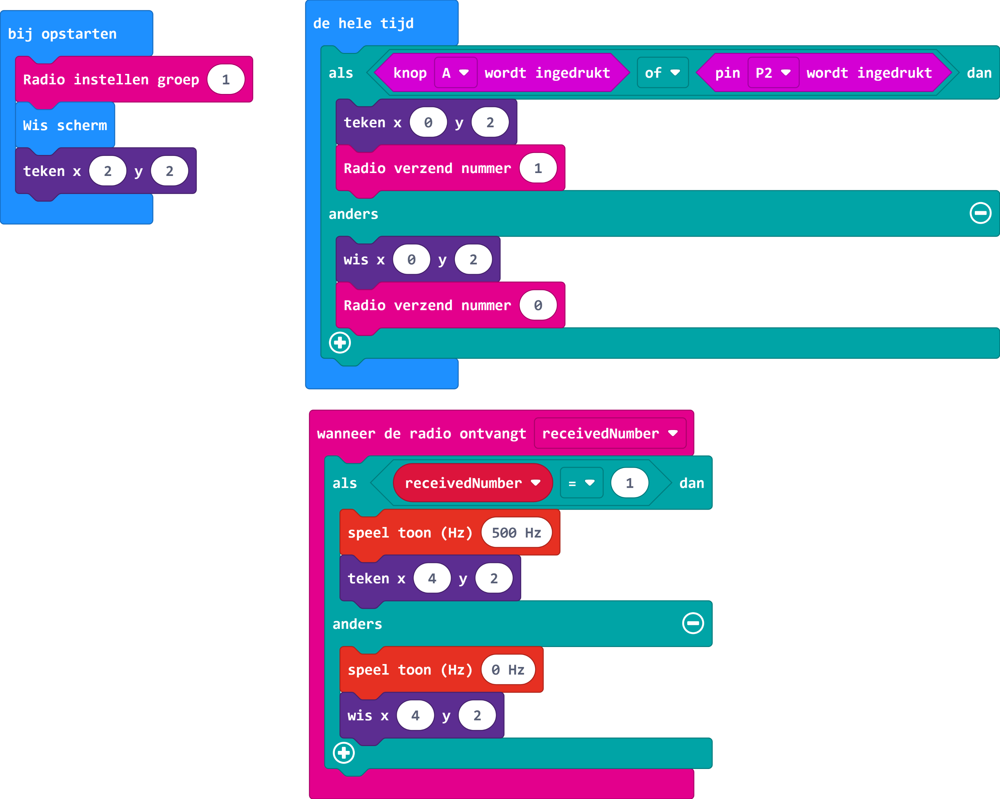 bij opstarten
Radio instellen groep 1
Wis scherm
teken x 2 y 2
de hele tijd
als knop A wordt ingedrukt of pin P2 wordt ingedrukt dan
teken x 0 y 2
Radio verzend nummer 1
anders
wis x 0 y 2
Radio verzend nummer 0
wanneer de radio ontvangt receivedNumber
als receivedNumber = 1 dan
speel toon (Hz) 500 Hz
teken x 4 y 2
anders
speel toon (Hz) 0 Hz
wis x 4 y 2